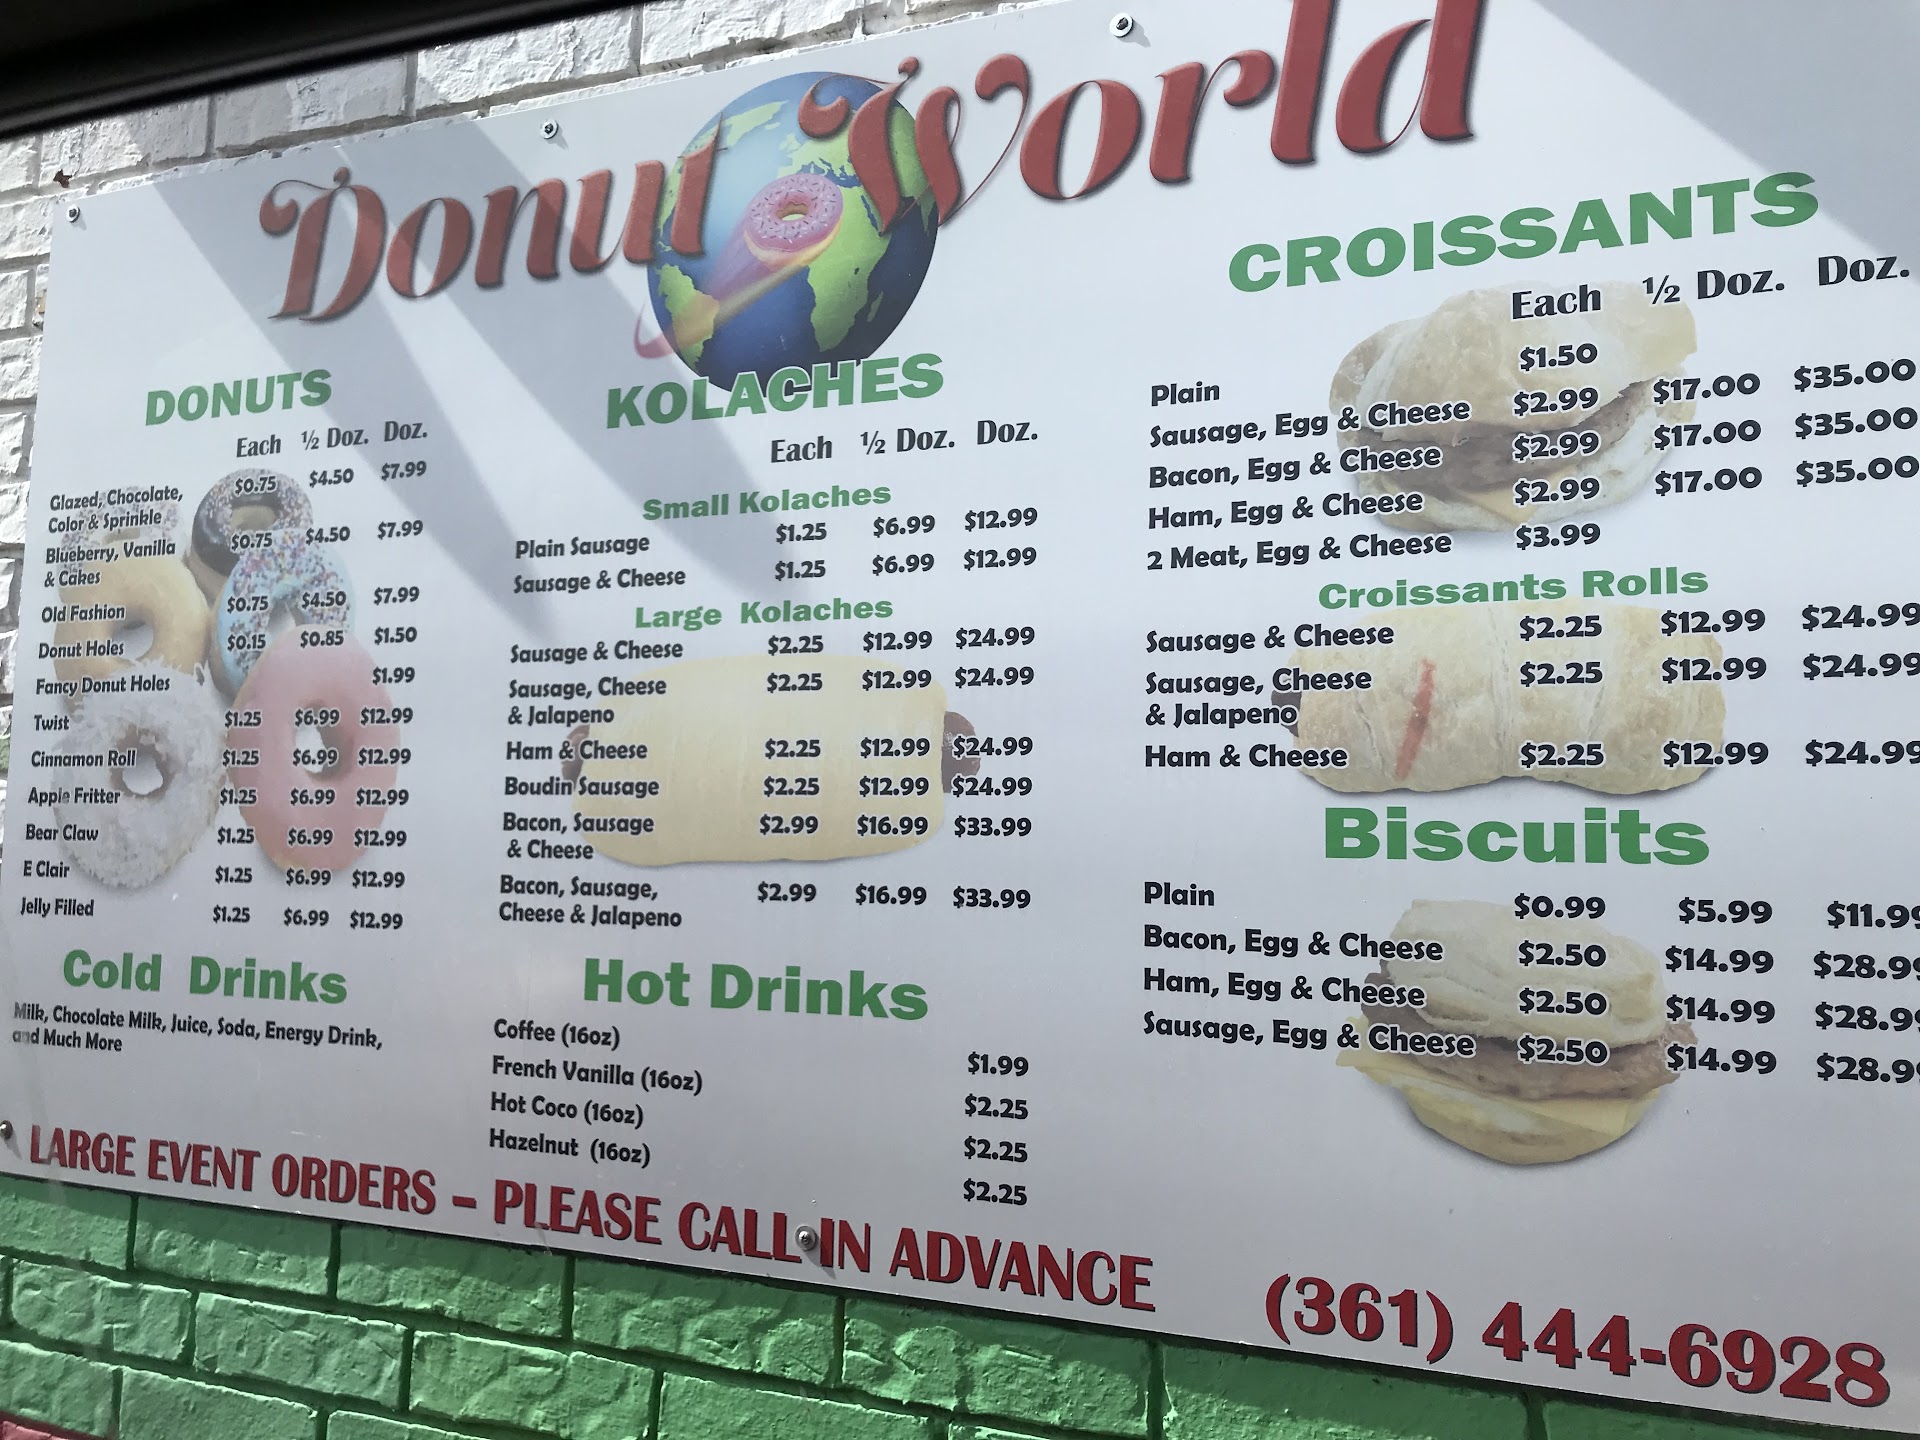 Donut World
DONUTS
Each ½ Doz. Doz.
Glazed, Chocolate, $0.75 $4.50 $7.99
Color & Sprinkle
Blueberry, Vanilla $0.75 $4.50 $7.99
& Cakes
Old Fashion $0.75 $4.50 $7.99
Donut Holes $0.15 $0.85 $1.50
Fancy Donut Holes $1.99
Twist $1.25 $6.99 $12.99
Cinnamon Roll $1.25 $6.99 $12.99
Apple Fritter $1.25 $6.99 $12.99
Bear Claw $1.25 $6.99 $12.99
E Clair $1.25 $6.99 $12.99
Jelly Filled $1.25 $6.99 $12.99
Cold Drinks
Milk, Chocolate Milk, Juice, Soda, Energy Drink,
and Much More
KOLACHES
Each ½ Doz. Doz.
Small Kolaches
Plain Sausage $1.25 $6.99 $12.99
Sausage & Cheese $1.25 $6.99 $12.99
Large Kolaches
Sausage & Cheese $2.25 $12.99 $24.99
Sausage, Cheese $2.25 $12.99 $24.99
& Jalapeno
Ham & Cheese $2.25 $12.99 $24.99
Boudin Sausage $2.25 $12.99 $24.99
Bacon, Sausage $2.99 $16.99 $33.99
& Cheese
Bacon, Sausage, $2.99 $16.99 $33.99
Cheese & Jalapeno
Hot Drinks
Coffee (16oz) $1.99
French Vanilla (16oz) $2.25
Hot Coco (16oz) $2.25
Hazelnut (16oz) $2.25
CROISSANTS
Each ½ Doz. Doz.
Plain $1.50
Sausage, Egg & Cheese $2.99 $17.00 $35.00
Bacon, Egg & Cheese $2.99 $17.00 $35.00
Ham, Egg & Cheese $2.99 $17.00 $35.00
2 Meat, Egg & Cheese $3.99
Croissants Rolls
Sausage & Cheese $2.25 $12.99 $24.99
Sausage, Cheese $2.25 $12.99 $24.99
& Jalapeno
Ham & Cheese $2.25 $12.99 $24.99
Biscuits
Plain $0.99 $5.99 $11.99
Bacon, Egg & Cheese $2.50 $14.99 $28.99
Ham, Egg & Cheese $2.50 $14.99 $28.99
Sausage, Egg & Cheese $2.50 $14.99 $28.99
LARGE EVENT ORDERS – PLEASE CALL IN ADVANCE (361) 444-6928